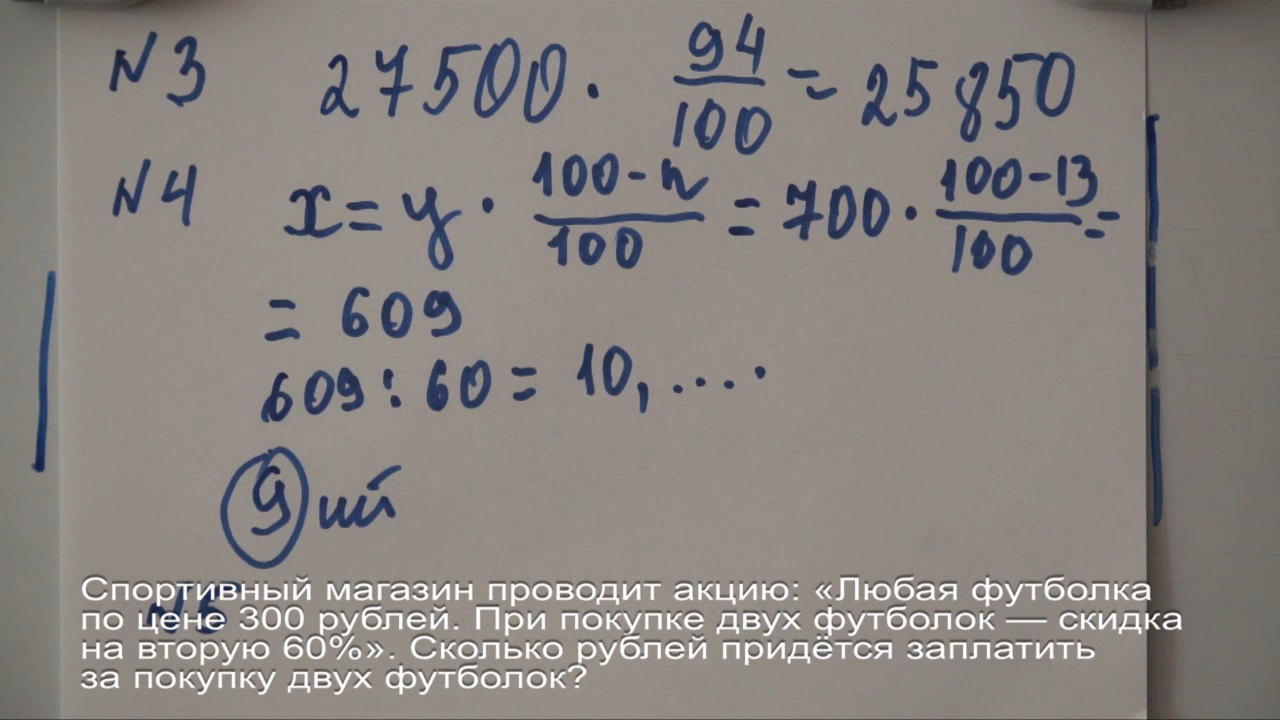 N3 27500 · 94/100 = 25850
N4 x = y · (100-n)/100 = 700 · (100-13)/100 =
= 609
609 : 60 = 10, ....
9 ий
N5
Спортивный магазин проводит акцию: «Любая футболка
по цене 300 рублей. При покупке двух футболок — скидка
на вторую 60%». Сколько рублей придётся заплатить
за покупку двух футболок?